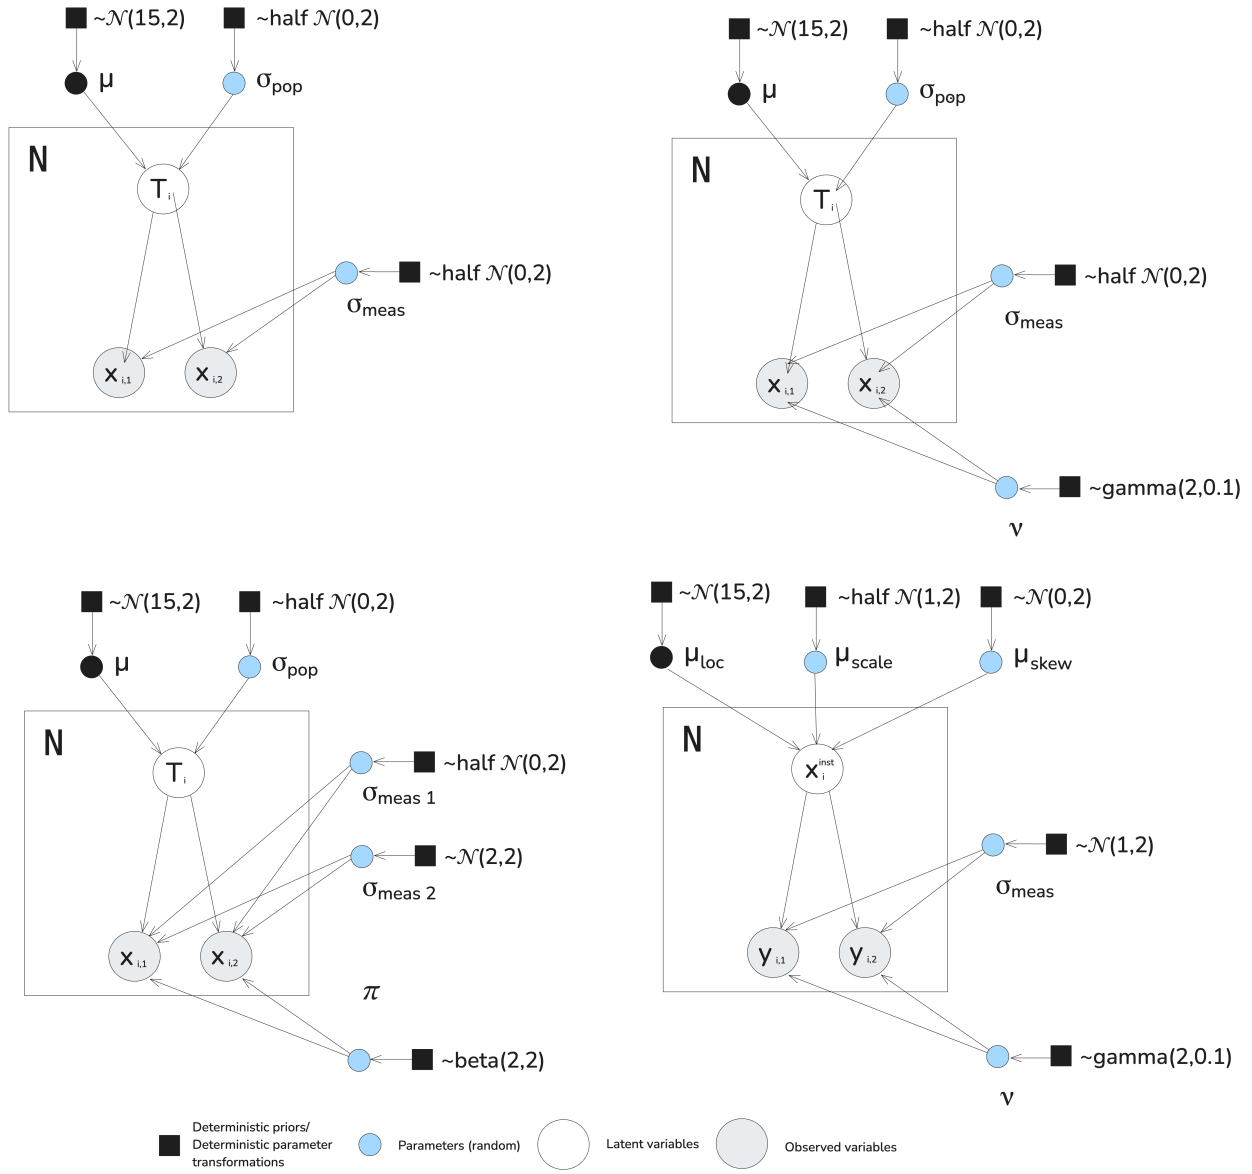 ~𝒩(15,2)
~half 𝒩(0,2)
μ
σpop
N
Ti
~half 𝒩(0,2)
σmeas
xi,1
xi,2
~𝒩(15,2)
~half 𝒩(0,2)
μ
σpop
N
Ti
~half 𝒩(0,2)
σmeas
xi,1
xi,2
~gamma(2,0.1)
ν
~𝒩(15,2)
~half 𝒩(0,2)
μ
σpop
N
Ti
~half 𝒩(0,2)
σmeas 1
~𝒩(2,2)
σmeas 2
xi,1
xi,2
π
~beta(2,2)
~𝒩(15,2)
~half 𝒩(1,2)
~𝒩(0,2)
μloc
μscale
μskew
N
xi inst
~𝒩(1,2)
σmeas
yi,1
yi,2
~gamma(2,0.1)
ν
Deterministic priors/
Deterministic parameter
transformations
Parameters (random)
Latent variables
Observed variables